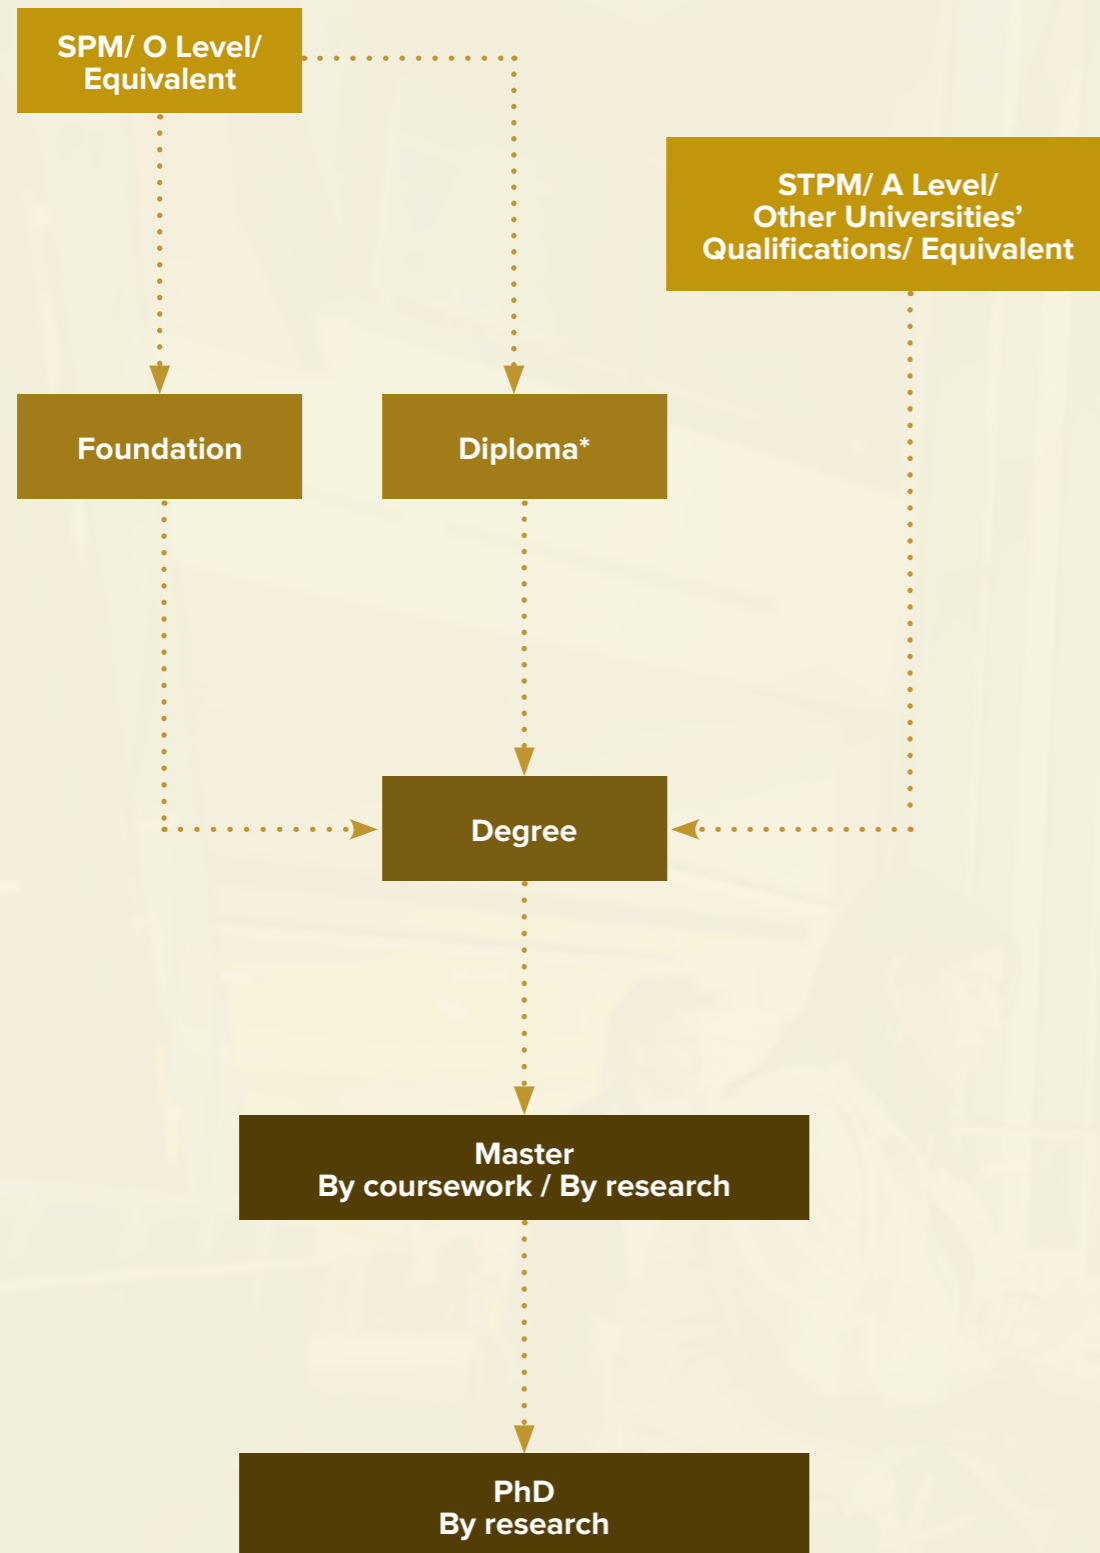 SPM/ O Level/
Equivalent
STPM/ A Level/
Other Universities’
Qualifications/ Equivalent
Foundation
Diploma*
Degree
Master
By coursework / By research
PhD
By research